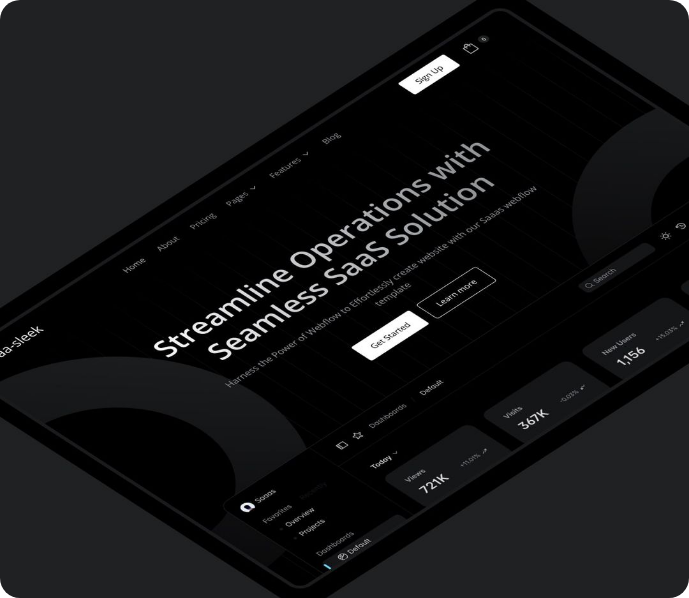 aa-sleek
Home
About
Pricing
Pages
Features
Blog
Sign Up
0
Streamline Operations with
Seamless SaaS Solution
Harness the Power of Webflow to Effortlessly create website with our Saaas webflow
template
Get Started
Learn more
Saaas
Favorites
Overview
Projects
Dashboards
Default
Dashboards
Default
Search
Today
Views
721K
+11.01%
Visits
367K
-0.03%
New Users
1,156
+15.03%